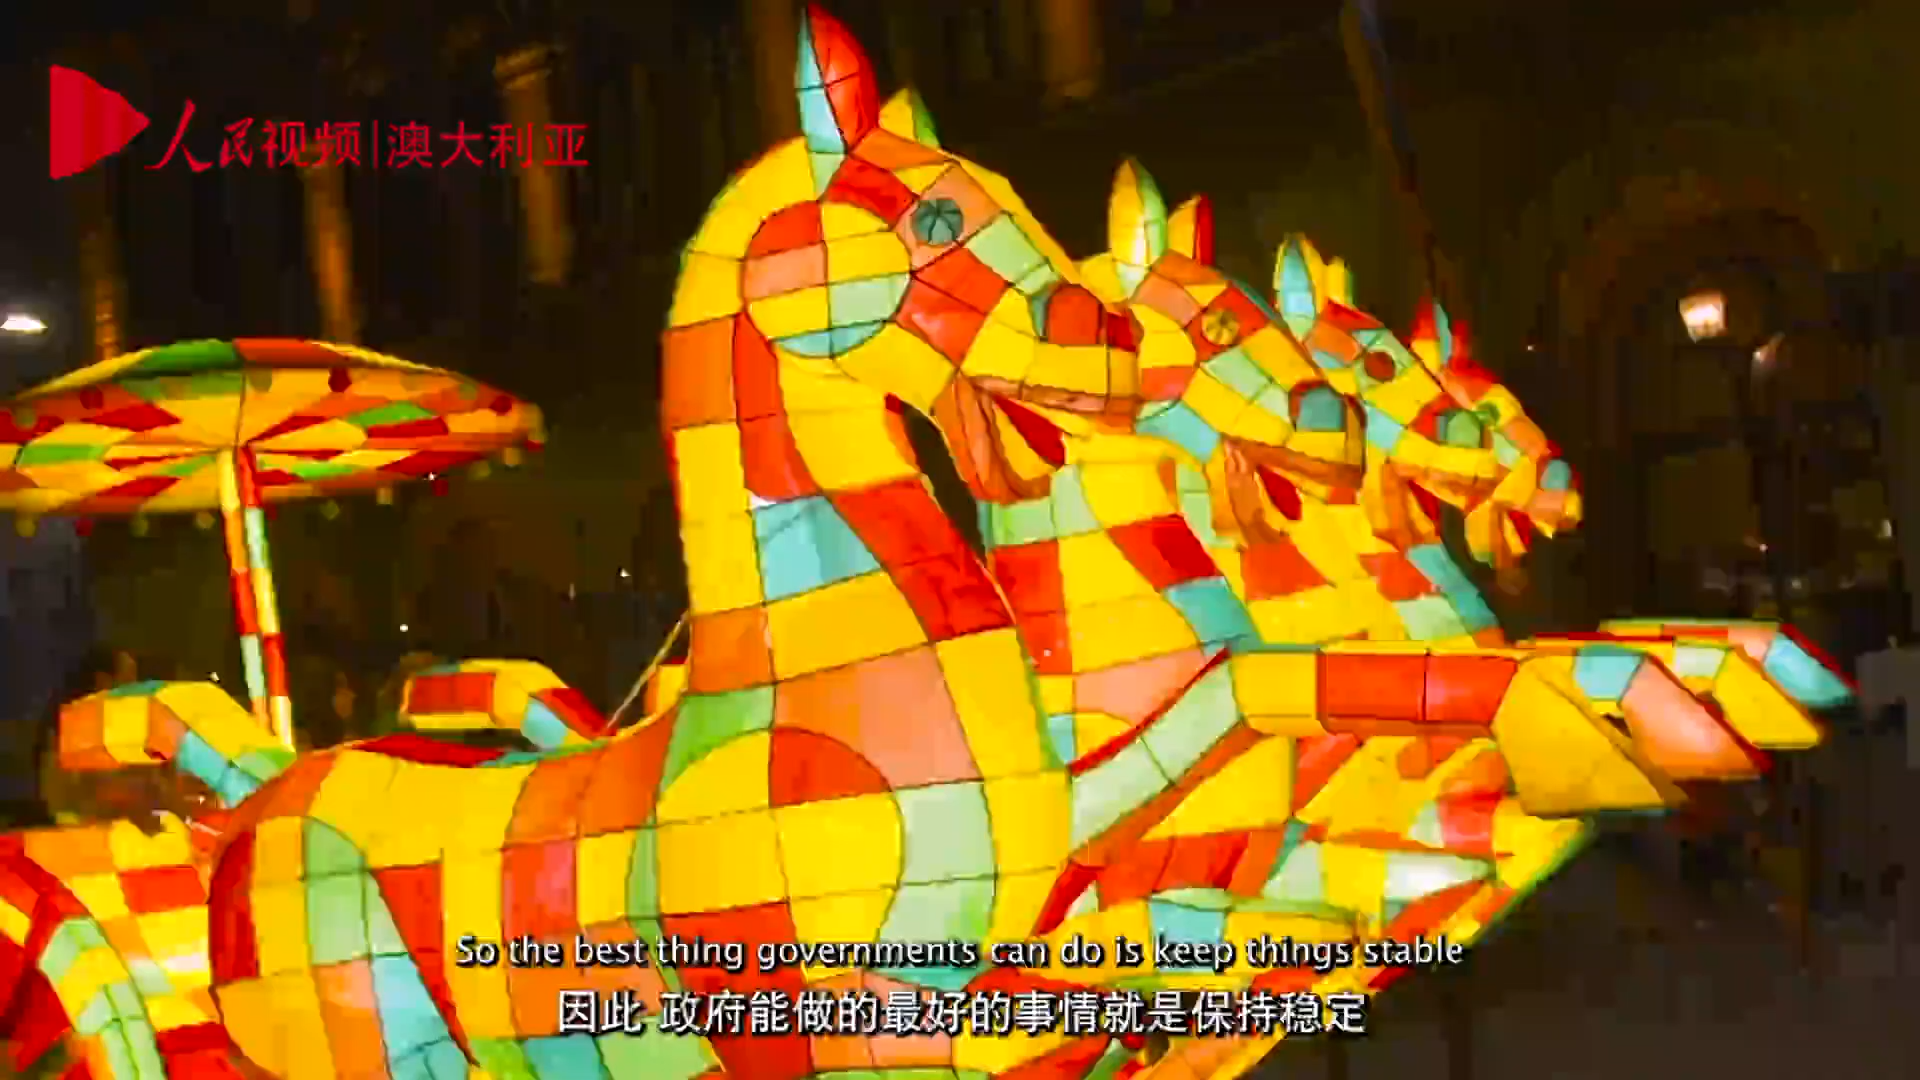 人民视频|澳大利亚
So the best thing governments can do is keep things stable
因此 政府能做的最好的事情就是保持稳定